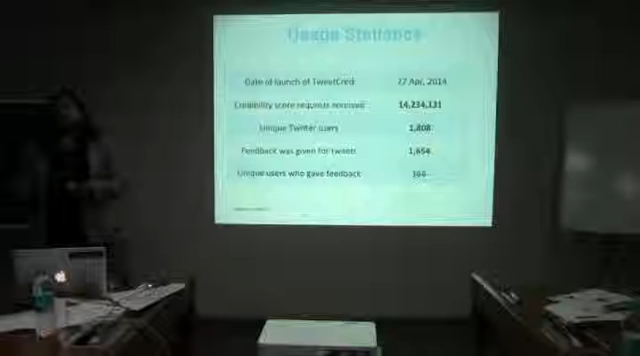 Usage Statistics
Date of launch of TweetCred 27 Apr, 2014
Credibility score requests received 14,234,131
Unique Twitter users 1,808
Feedback was given for tweets 1,654
Unique users who gave feedback